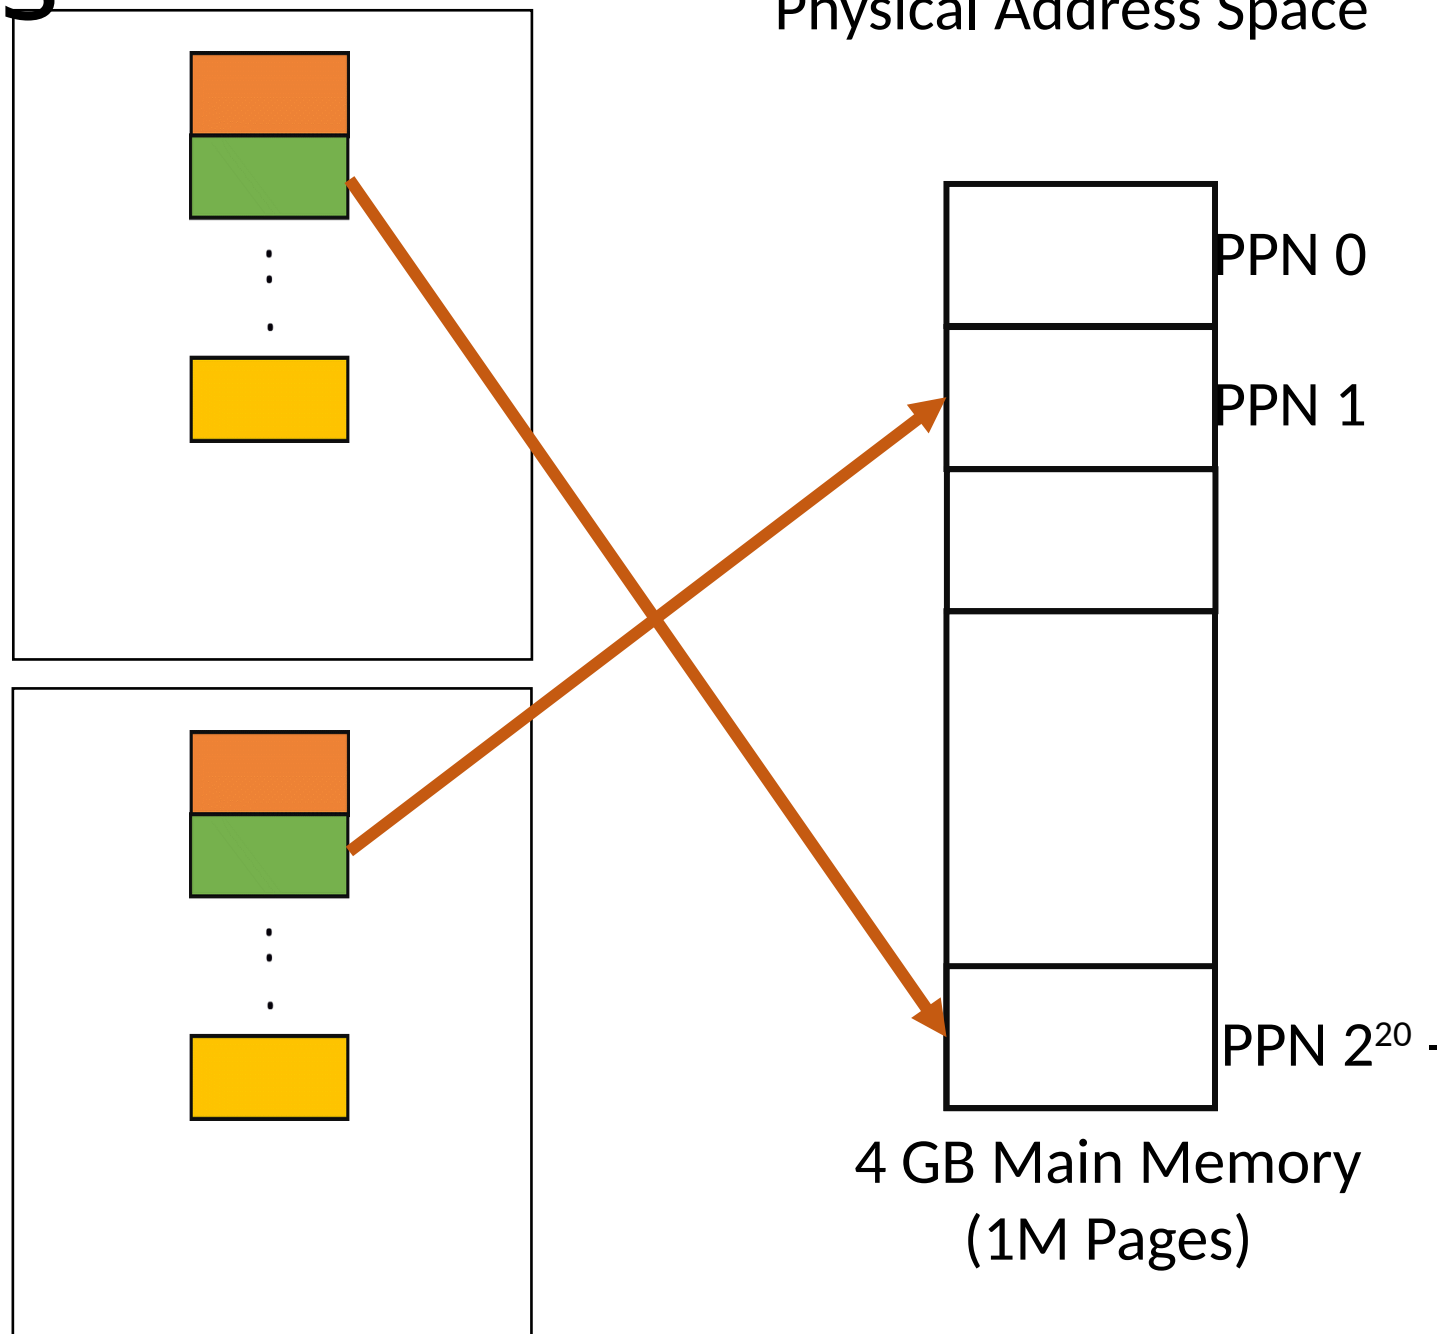 Physical Address Space
PPN 0
PPN 1
PPN 2²⁰ -
4 GB Main Memory
(1M Pages)